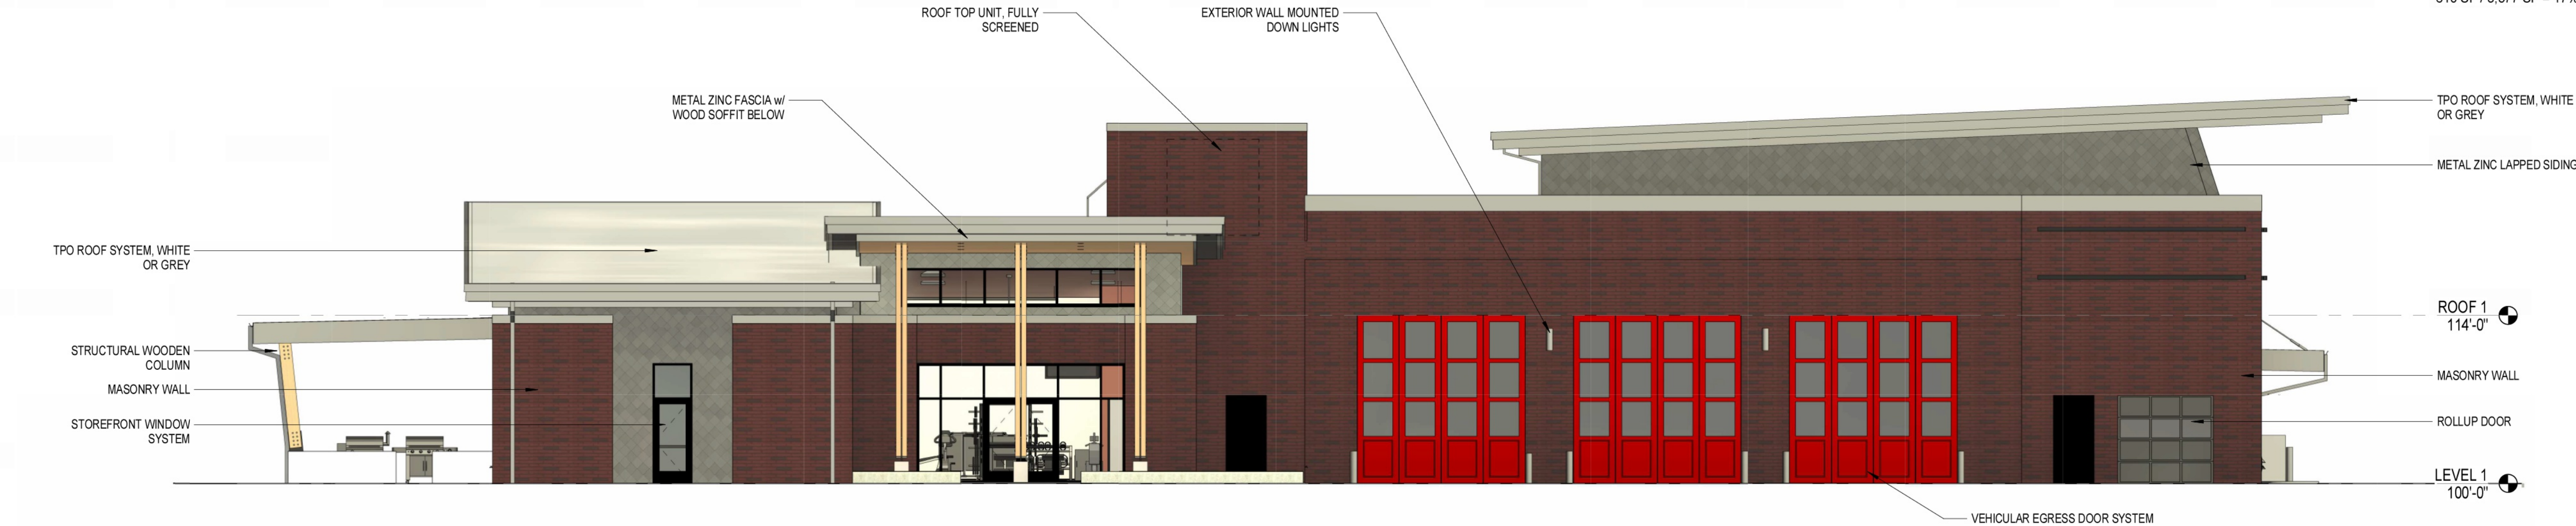 ROOF TOP UNIT, FULLY
SCREENED
EXTERIOR WALL MOUNTED
DOWN LIGHTS
METAL ZINC FASCIA w/
WOOD SOFFIT BELOW
TPO ROOF SYSTEM, WHITE
OR GREY
METAL ZINC LAPPED SIDING
TPO ROOF SYSTEM, WHITE
OR GREY
ROOF 1
114'-0"
STRUCTURAL WOODEN
COLUMN
MASONRY WALL
MASONRY WALL
STOREFRONT WINDOW
SYSTEM
ROLLUP DOOR
LEVEL 1
100'-0"
VEHICULAR EGRESS DOOR SYSTEM